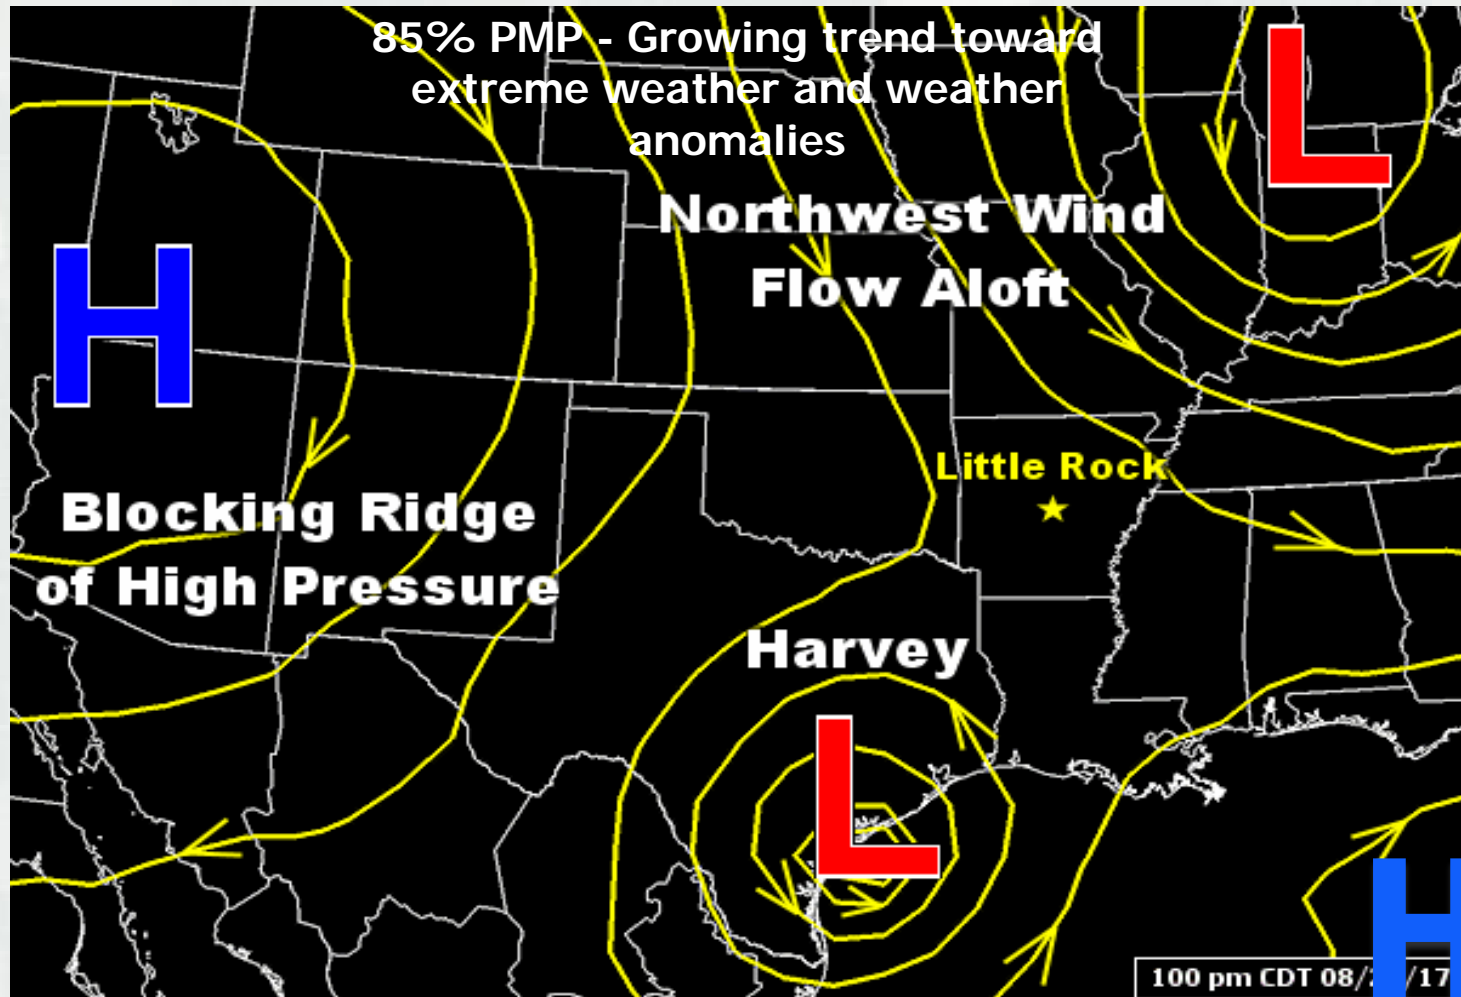 85% PMP - Growing trend toward
extreme weather and weather
anomalies
L
Northwest Wind
Flow Aloft
H
Little Rock
Blocking Ridge
of High Pressure
Harvey
L
H
100 pm CDT 08/2 /17